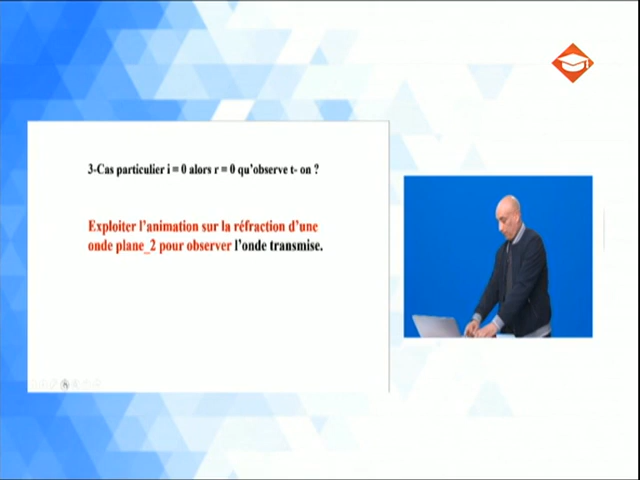 3-Cas particulier i = 0 alors r = 0 qu’observe t- on ?
Exploiter l’animation sur la réfraction d’une
onde plane_2 pour observer l’onde transmise.